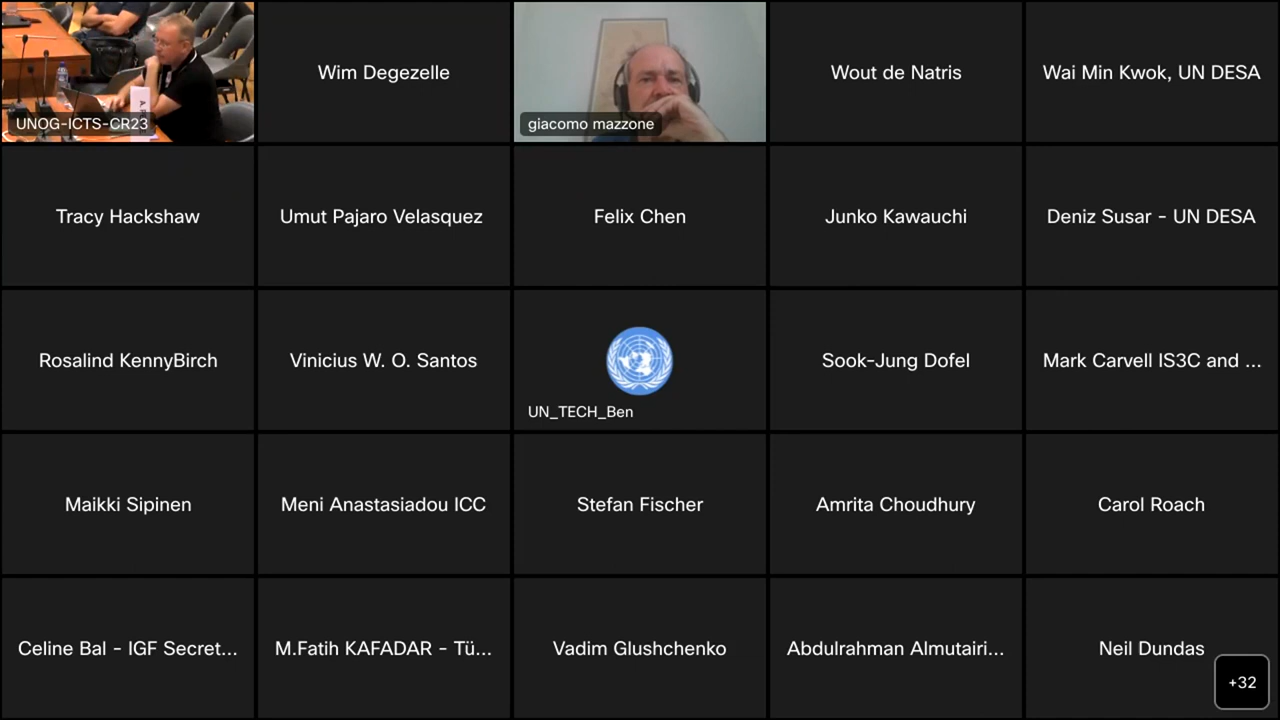 UNOG-ICTS-CR23
Wim Degezelle
giacomo mazzone
Wout de Natris
Wai Min Kwok, UN DESA
Tracy Hackshaw
Umut Pajaro Velasquez
Felix Chen
Junko Kawauchi
Deniz Susar - UN DESA
Rosalind KennyBirch
Vinicius W. O. Santos
UN_TECH_Ben
Sook-Jung Dofel
Mark Carvell IS3C and ...
Maikki Sipinen
Meni Anastasiadou ICC
Stefan Fischer
Amrita Choudhury
Carol Roach
Celine Bal - IGF Secret...
M.Fatih KAFADAR - Tü...
Vadim Glushchenko
Abdulrahman Almutairi...
Neil Dundas
+32